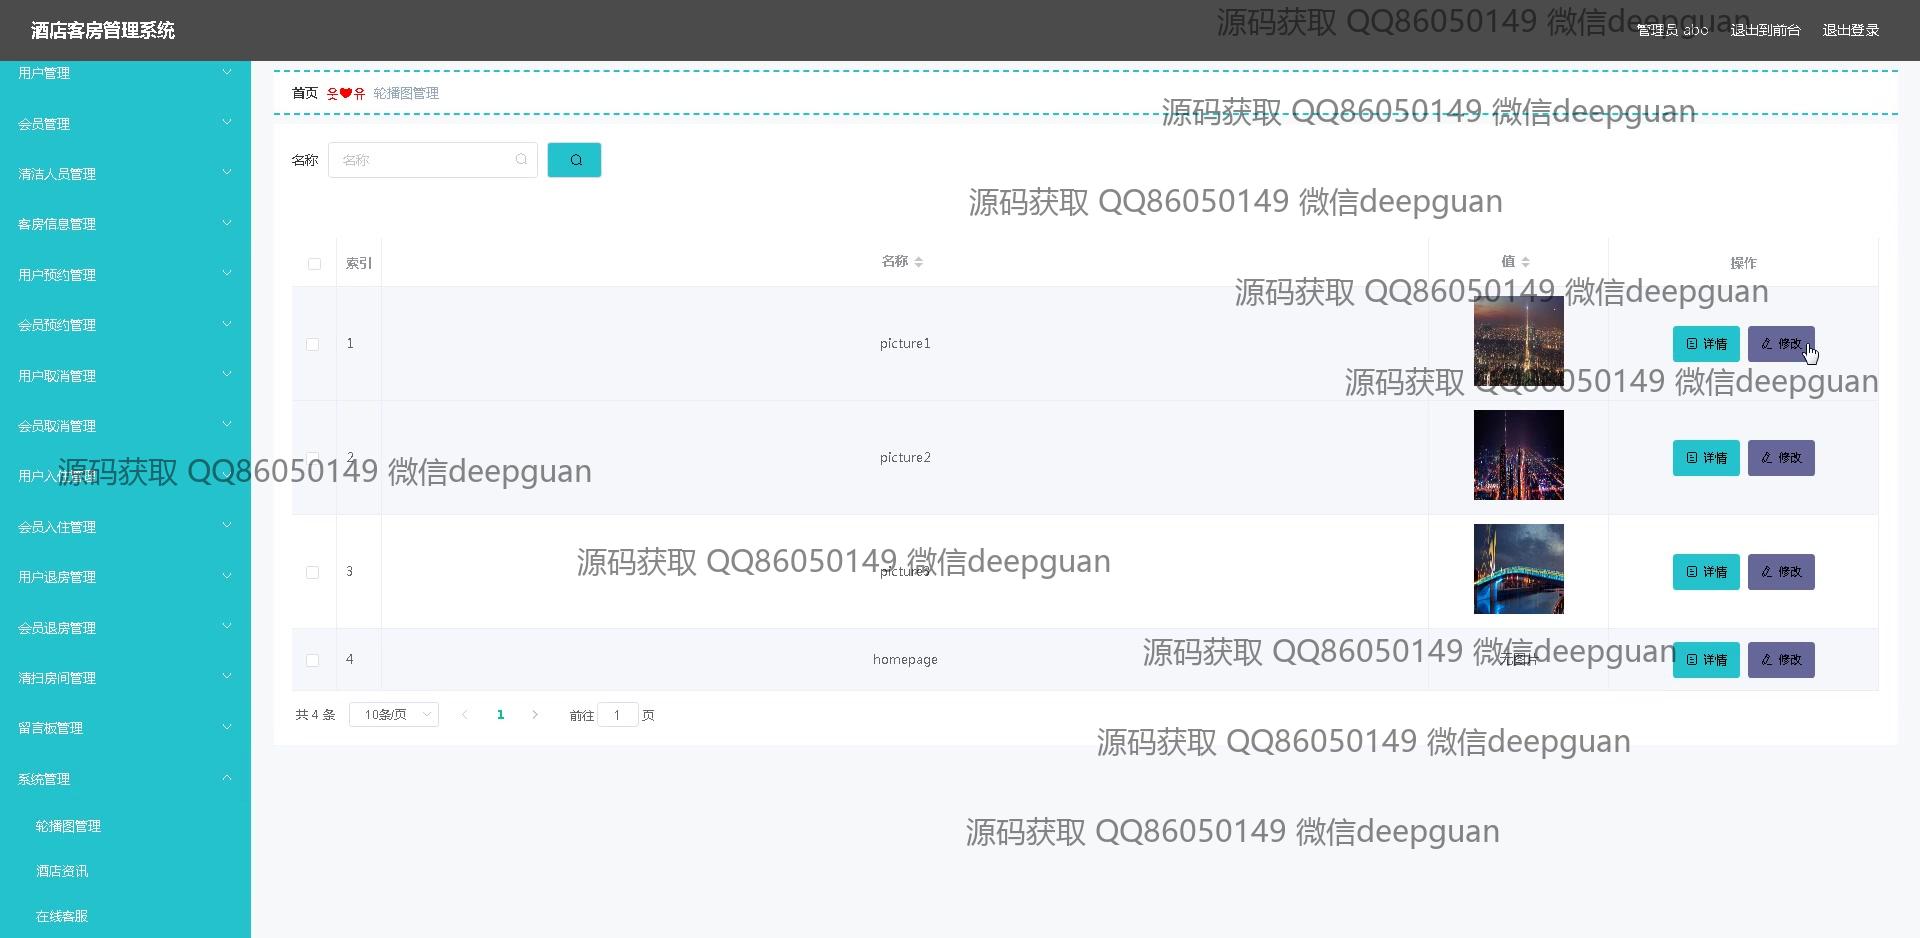 酒店客房管理系统
源码获取 QQ86050149 微信deepguan
管理员 abo 退出到前台 退出登录
用户管理
会员管理
清洁人员管理
客房信息管理
用户预约管理
会员预约管理
用户取消管理
会员取消管理
用户入住管理
会员入住管理
用户退房管理
会员退房管理
清扫房间管理
留言板管理
系统管理
轮播图管理
酒店资讯
在线客服
首页 웃❤유 轮播图管理
源码获取 QQ86050149 微信deepguan
名称 名称
源码获取 QQ86050149 微信deepguan
索引 名称 值 操作
源码获取 QQ86050149 微信deepguan
1 picture1 详情 修改
源码获取 QQ86050149 微信deepguan
2 picture2 详情 修改
源码获取 QQ86050149 微信deepguan
源码获取 QQ86050149 微信deepguan
3 picture3 详情 修改
源码获取 QQ86050149 微信deepguan
4 homepage 无图片 详情 修改
共 4 条 10条/页 1 前往 1 页
源码获取 QQ86050149 微信deepguan
源码获取 QQ86050149 微信deepguan